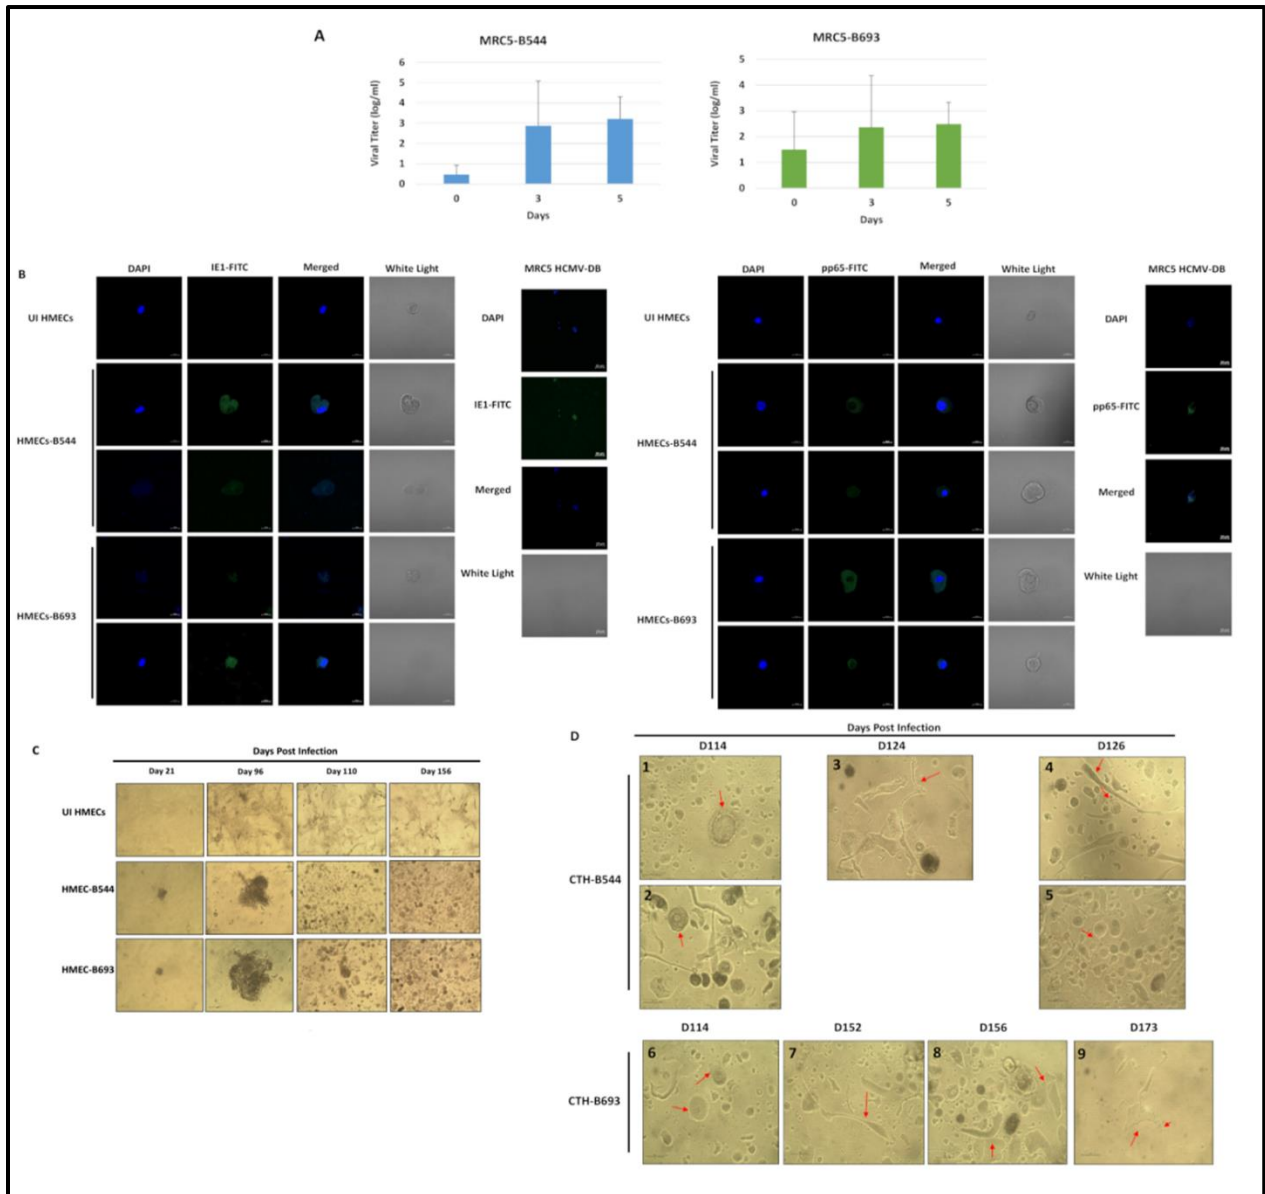 A
MRC5-B544
Viral Titer (log/ml)
6
5
4
3
2
1
0
0 3 5
Days
MRC5-B693
Viral Titer (log/ml)
5
4
3
2
1
0
0 3 5
Days
B
DAPI IE1-FITC Merged White Light
UI HMECs
HMECs-B544
HMECs-B693
MRC5 HCMV-DB
DAPI
IE1-FITC
Merged
White Light
DAPI pp65-FITC Merged White Light
UI HMECs
HMECs-B544
HMECs-B693
MRC5 HCMV-DB
DAPI
pp65-FITC
Merged
White Light
C
Days Post Infection
Day 21 Day 96 Day 110 Day 156
UI HMECs
HMEC-B544
HMEC-B693
D
Days Post Infection
D114 D124 D126
CTH-B544
1 3 4
2 5
D114 D152 D156 D173
CTH-B693
6 7 8 9